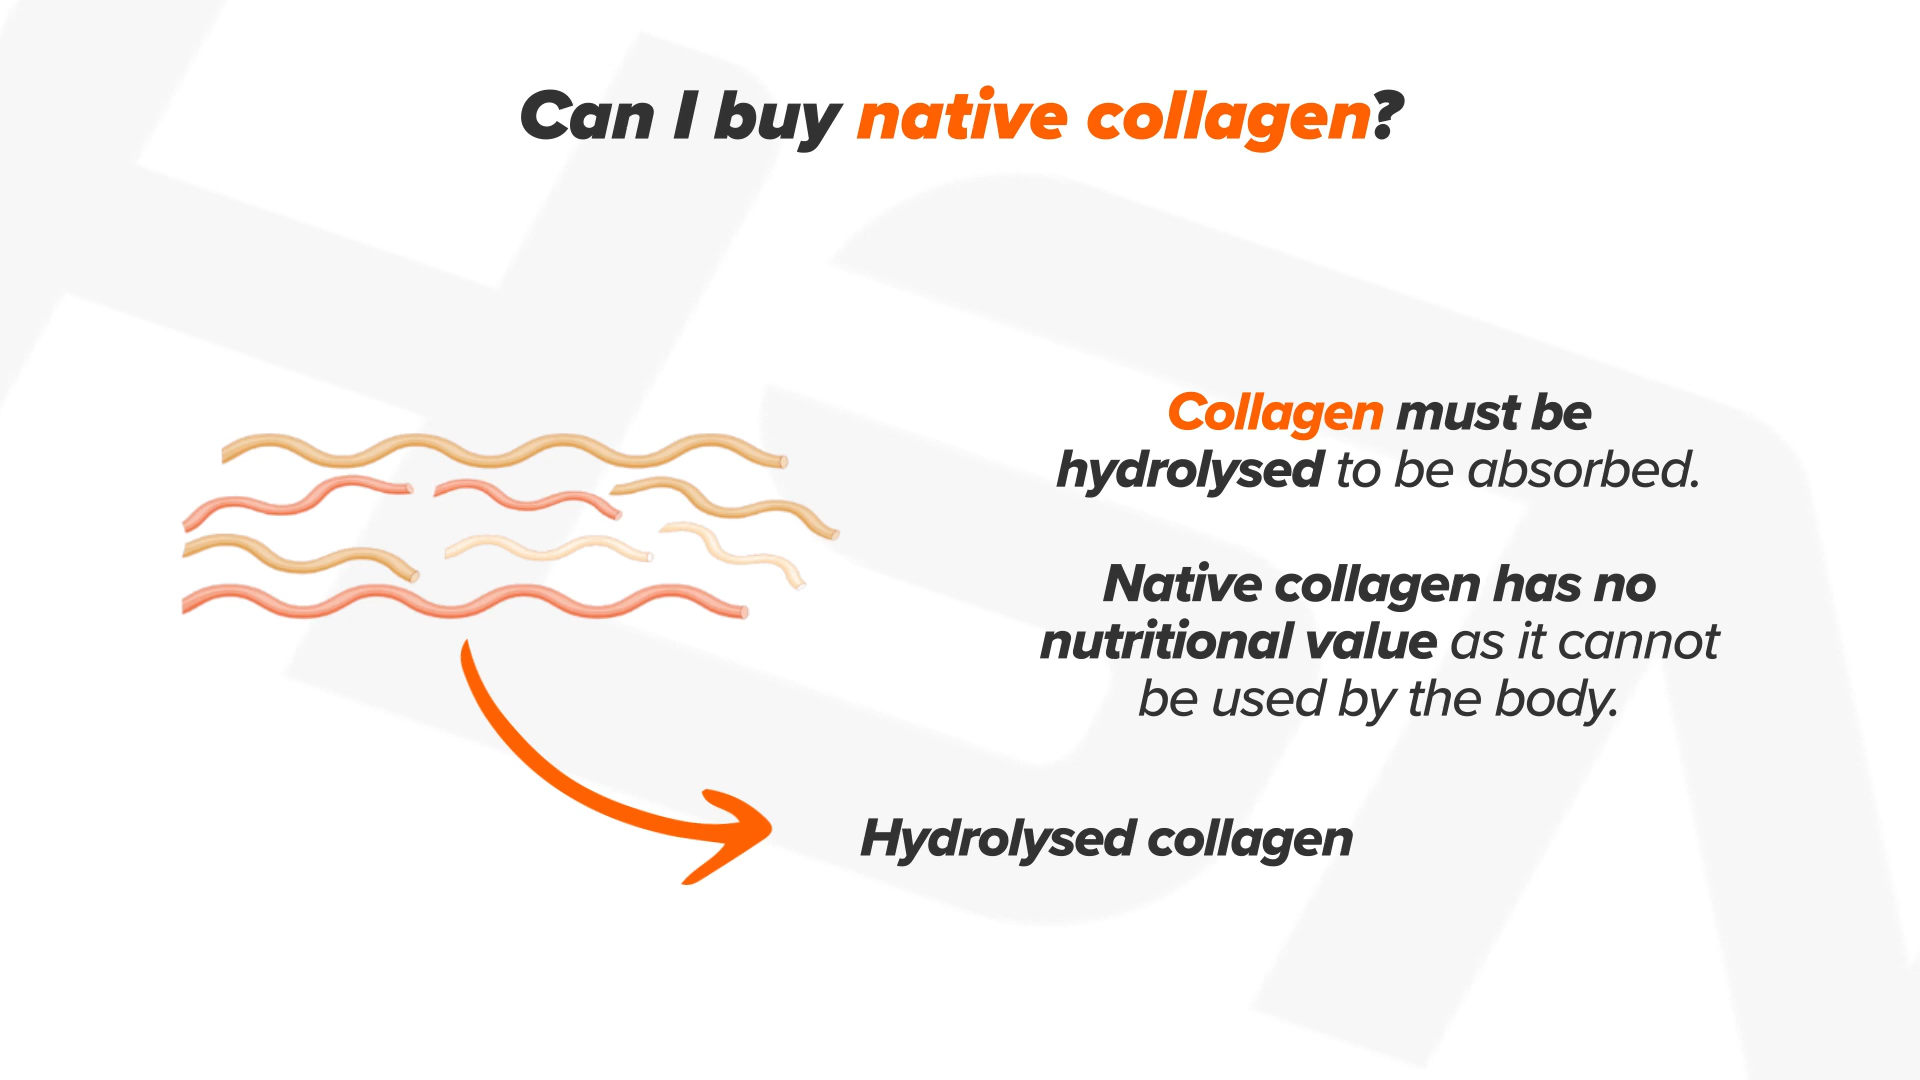 Can I buy native collagen?
Collagen must be
hydrolysed to be absorbed.
Native collagen has no
nutritional value as it cannot
be used by the body.
Hydrolysed collagen
HSN